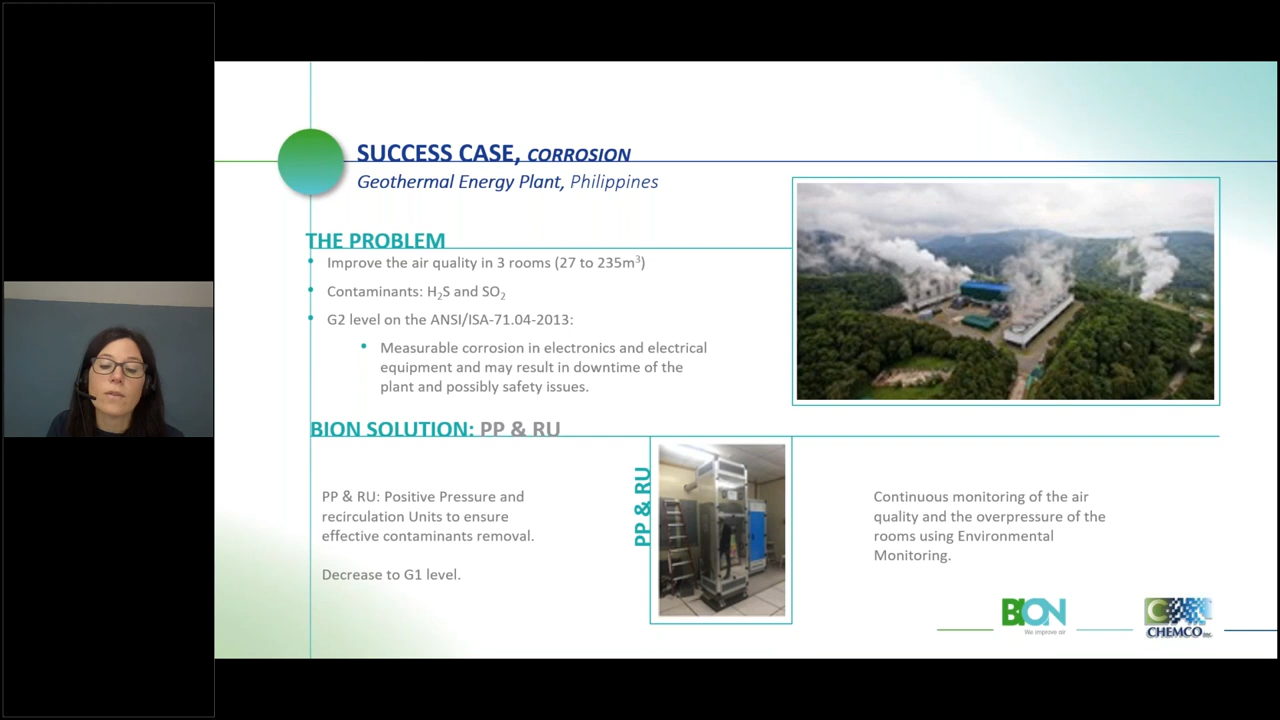 SUCCESS CASE, CORROSION
Geothermal Energy Plant, Philippines
THE PROBLEM
• Improve the air quality in 3 rooms (27 to 235m³)
• Contaminants: H₂S and SO₂
• G2 level on the ANSI/ISA-71.04-2013:
• Measurable corrosion in electronics and electrical
equipment and may result in downtime of the
plant and possibly safety issues.
BION SOLUTION: PP & RU
PP & RU: Positive Pressure and
recirculation Units to ensure
effective contaminants removal.
Decrease to G1 level.
PP & RU
Continuous monitoring of the air
quality and the overpressure of the
rooms using Environmental
Monitoring.
BION
We improve air
C
CHEMCO inc.